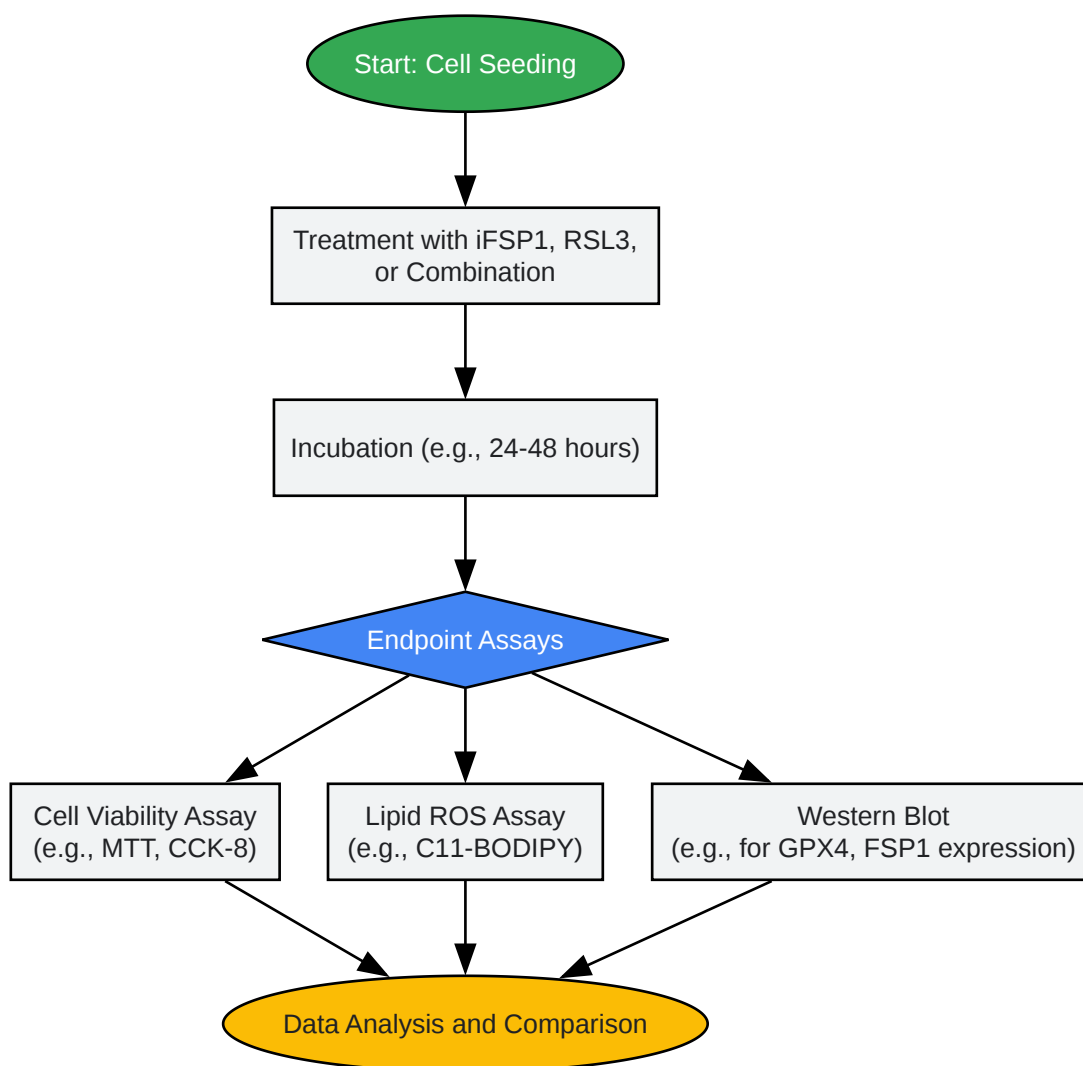 Start: Cell Seeding
Treatment with iFSP1, RSL3,
or Combination
Incubation (e.g., 24-48 hours)
Endpoint Assays
Cell Viability Assay
(e.g., MTT, CCK-8)
Lipid ROS Assay
(e.g., C11-BODIPY)
Western Blot
(e.g., for GPX4, FSP1 expression)
Data Analysis and Comparison